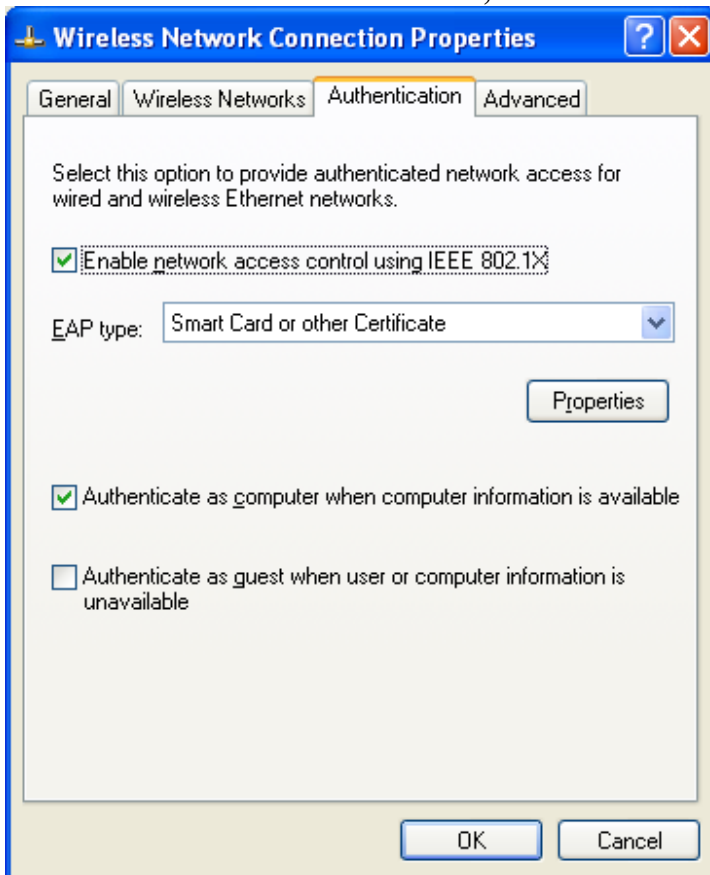 Wireless Network Connection Properties
General Wireless Networks Authentication Advanced
Select this option to provide authenticated network access for
wired and wireless Ethernet networks.
Enable network access control using IEEE 802.1X
EAP type: Smart Card or other Certificate
Properties
Authenticate as computer when computer information is available
Authenticate as guest when user or computer information is
unavailable
OK Cancel